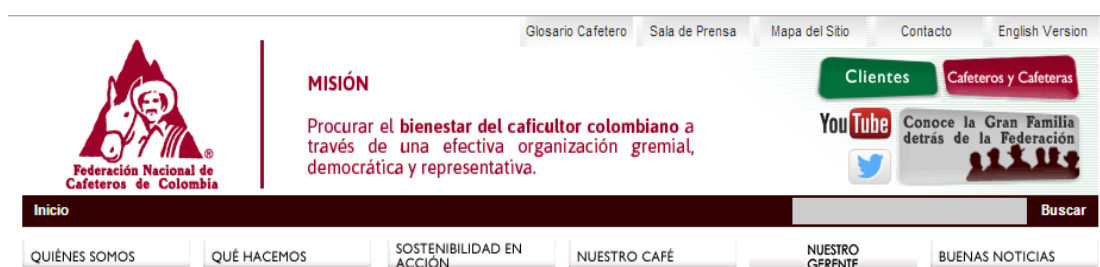 Glosario Cafetero Sala de Prensa Mapa del Sitio Contacto English Version
MISIÓN
Procurar el bienestar del caficultor colombiano a
través de una efectiva organización gremial,
democrática y representativa.
Federación Nacional de
Cafeteros de Colombia
®
Clientes Cafeteros y Cafeteras
YouTube
Conoce la Gran Familia
detrás de la Federación
Inicio Buscar
QUIÉNES SOMOS QUÉ HACEMOS SOSTENIBILIDAD EN ACCIÓN NUESTRO CAFÉ NUESTRO GERENTE BUENAS NOTICIAS